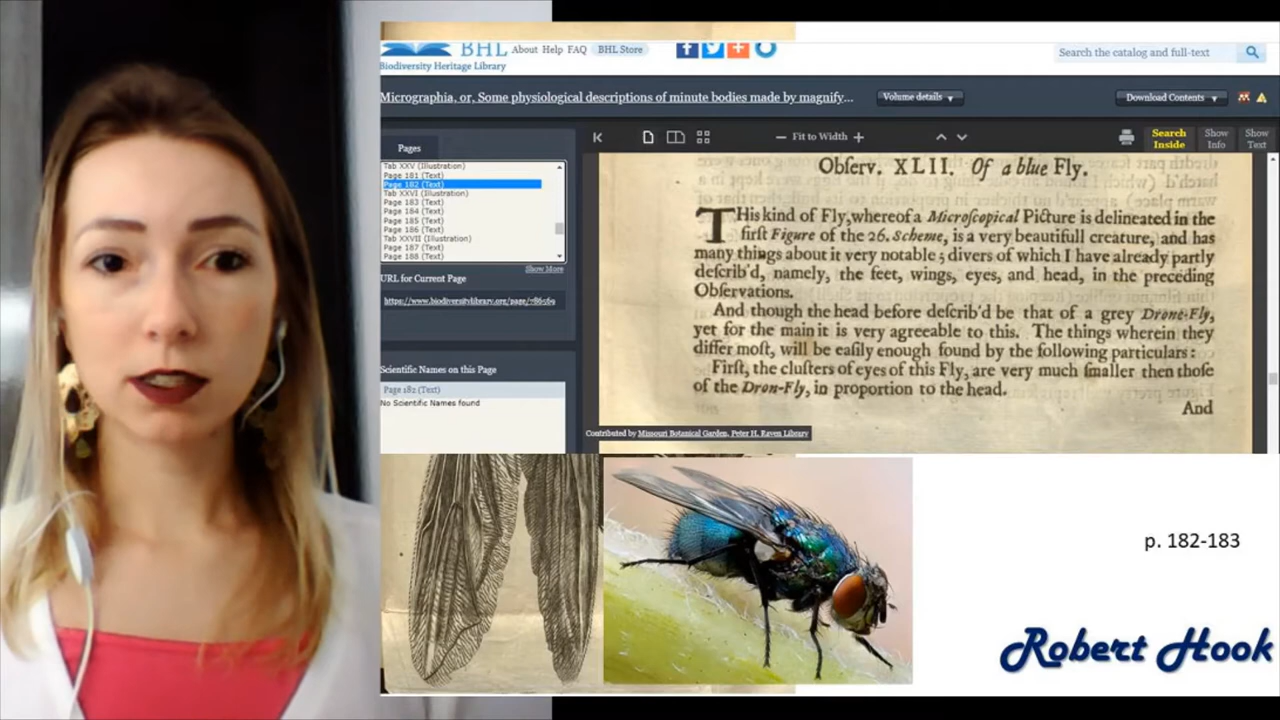 BHL
About Help FAQ
BHL Store
Search the catalog and full-text
Biodiversity Heritage Library
Micrographia, or, Some physiological descriptions of minute bodies made by magnify...
Volume details
Download Contents
Pages
Fit to Width
Search Inside
Show Info
Show Text
Tab XXV (Illustration)
Page 181 (Text)
Page 182 (Text)
Tab XXVI (Illustration)
Page 183 (Text)
Page 184 (Text)
Page 185 (Text)
Page 186 (Text)
Tab XXVII (Illustration)
Page 187 (Text)
Page 188 (Text)
Show More
URL for Current Page
https://www.biodiversitylibrary.org/page/786569
Scientific Names on this Page
Page 182 (Text)
No Scientific Names found
Obſerv. XLII. Of a blue Fly.
THis kind of Fly, whereof a Microſcopical Picture is delineated in the
firſt Figure of the 26. Scheme, is a very beautifull creature, and has
many things about it very notable; divers of which I have already partly
deſcrib'd, namely, the feet, wings, eyes, and head, in the preceding
Obſervations.
And though the head before deſcrib'd be that of a grey Drone-Fly,
yet for the main it is very agreeable to this. The things wherein they
differ moſt, will be eaſily enough found by the following particulars:
Firſt, the cluſters of eyes of this Fly, are very much ſmaller then thoſe
of the Dron-Fly, in proportion to the head.
And
Contributed by Missouri Botanical Garden, Peter H. Raven Library
p. 182-183
Robert Hook